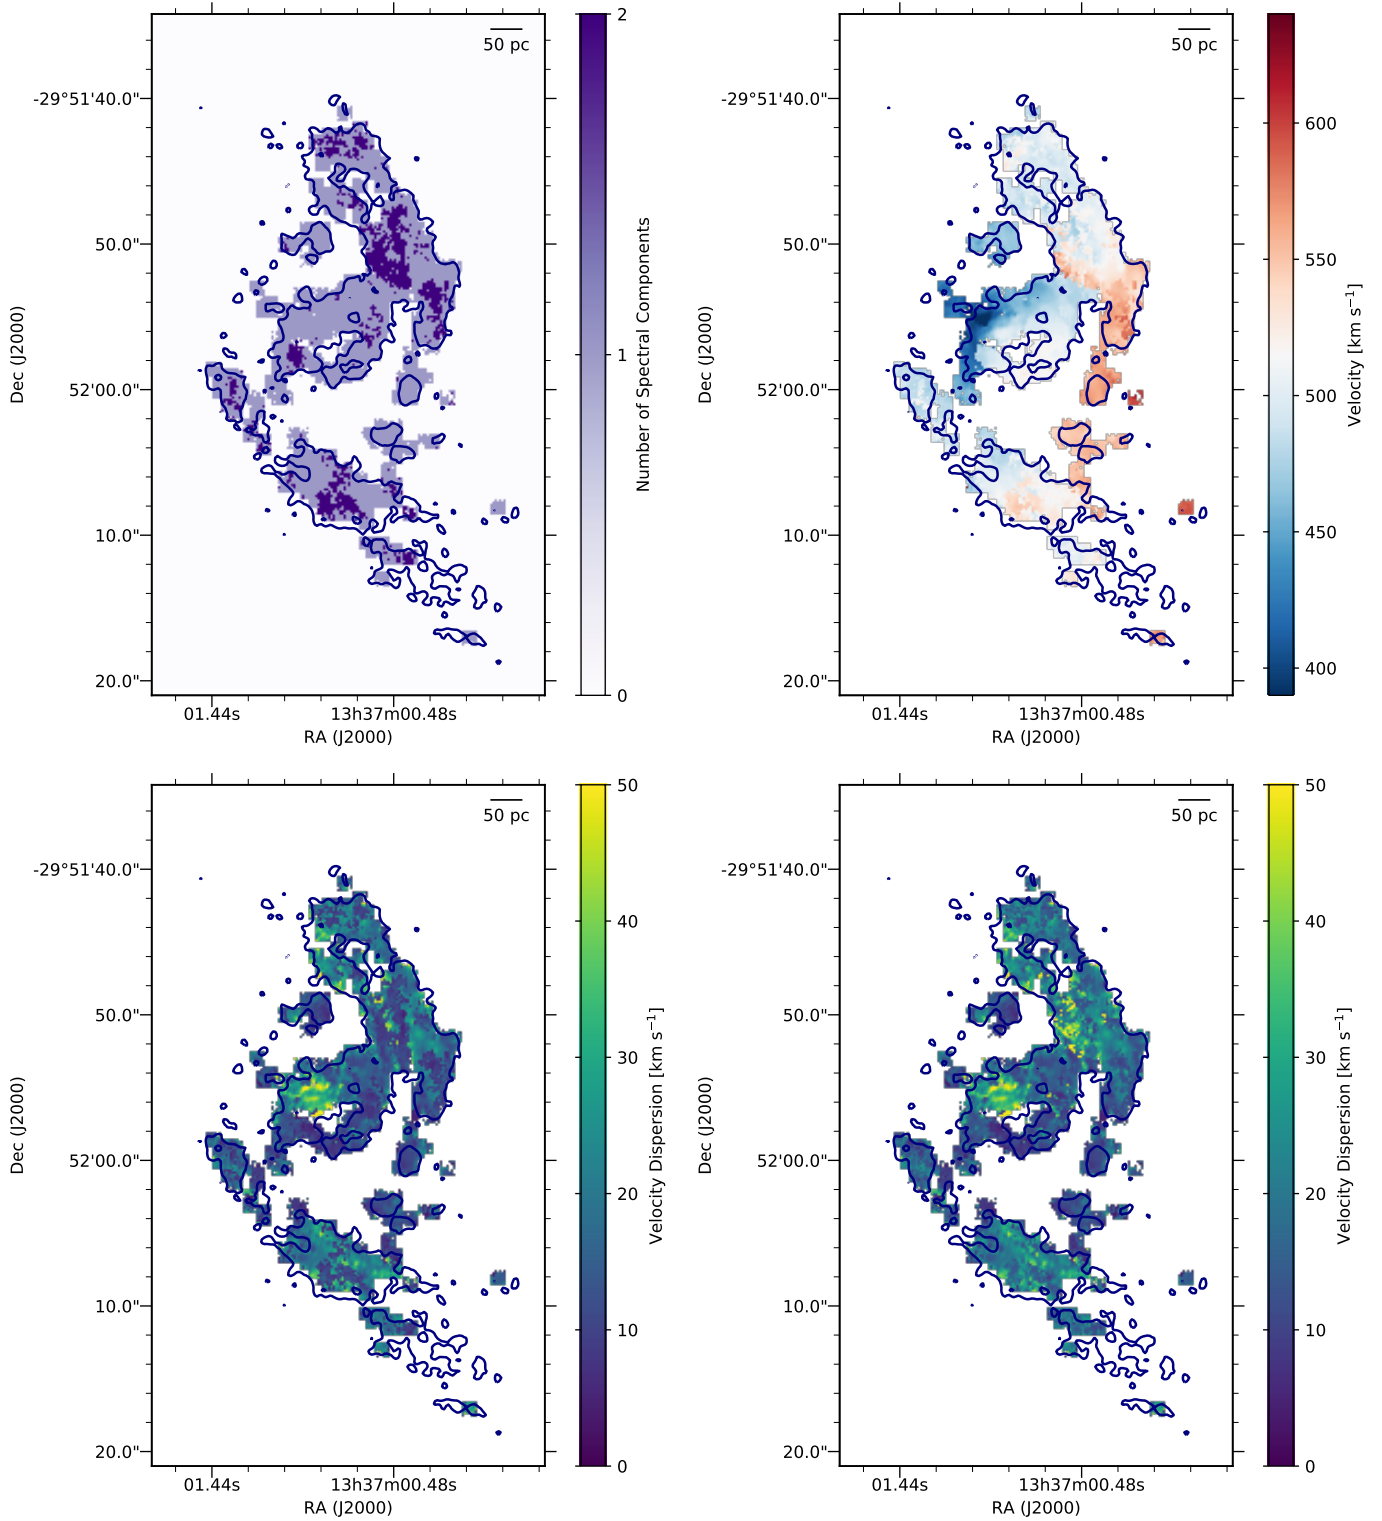 50 pc
-29°51'40.0"
50.0"
52'00.0"
10.0"
20.0"
Dec (J2000)
01.44s
13h37m00.48s
RA (J2000)
2
1
0
Number of Spectral Components
50 pc
-29°51'40.0"
50.0"
52'00.0"
10.0"
20.0"
Dec (J2000)
01.44s
13h37m00.48s
RA (J2000)
600
550
500
450
400
Velocity [km s⁻¹]
50 pc
-29°51'40.0"
50.0"
52'00.0"
10.0"
20.0"
Dec (J2000)
01.44s
13h37m00.48s
RA (J2000)
50
40
30
20
10
0
Velocity Dispersion [km s⁻¹]
50 pc
-29°51'40.0"
50.0"
52'00.0"
10.0"
20.0"
Dec (J2000)
01.44s
13h37m00.48s
RA (J2000)
50
40
30
20
10
0
Velocity Dispersion [km s⁻¹]